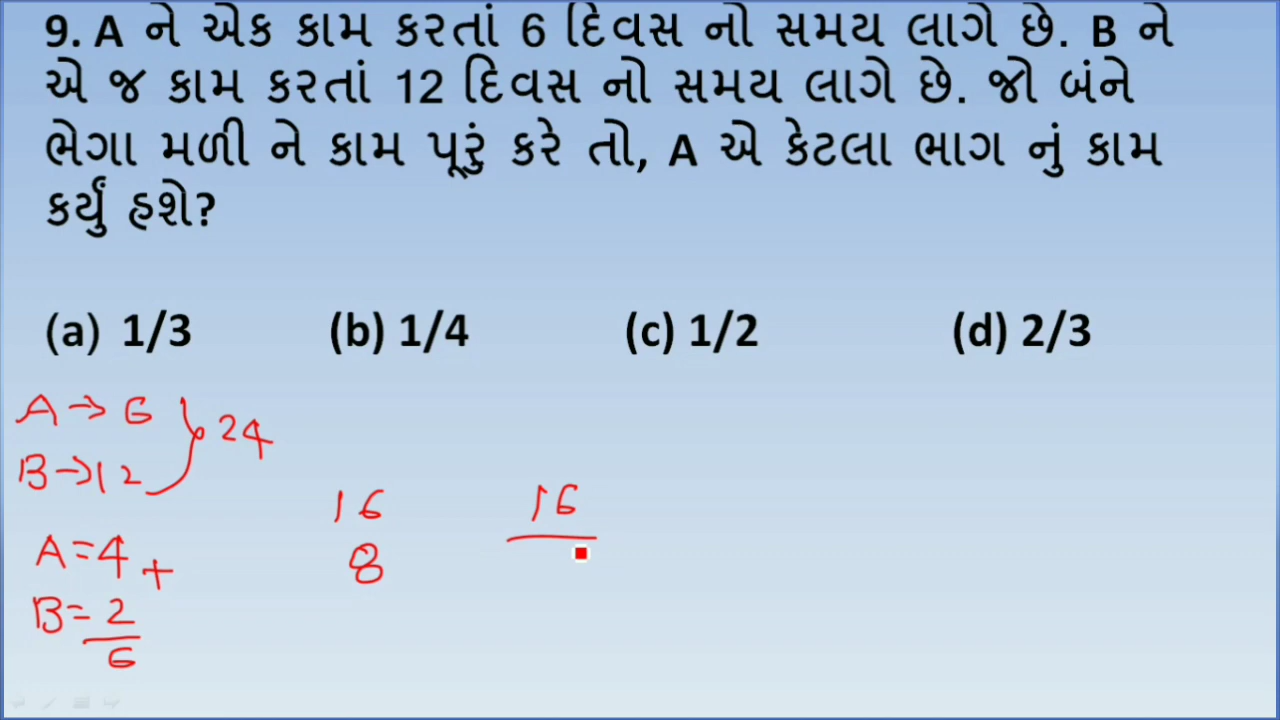 9. A ને એક કામ કરતાં 6 દિવસ નો સમય લાગે છે. B ને
એ જ કામ કરતાં 12 દિવસ નો સમય લાગે છે. જો બંને
ભેગા મળી ને કામ પૂરું કરે તો, A એ કેટલા ભાગ નું કામ
કર્યું હશે?
(a) 1/3 (b) 1/4 (c) 1/2 (d) 2/3
A → 6
B → 12
24
A = 4 +
B = 2
6
16
8
16